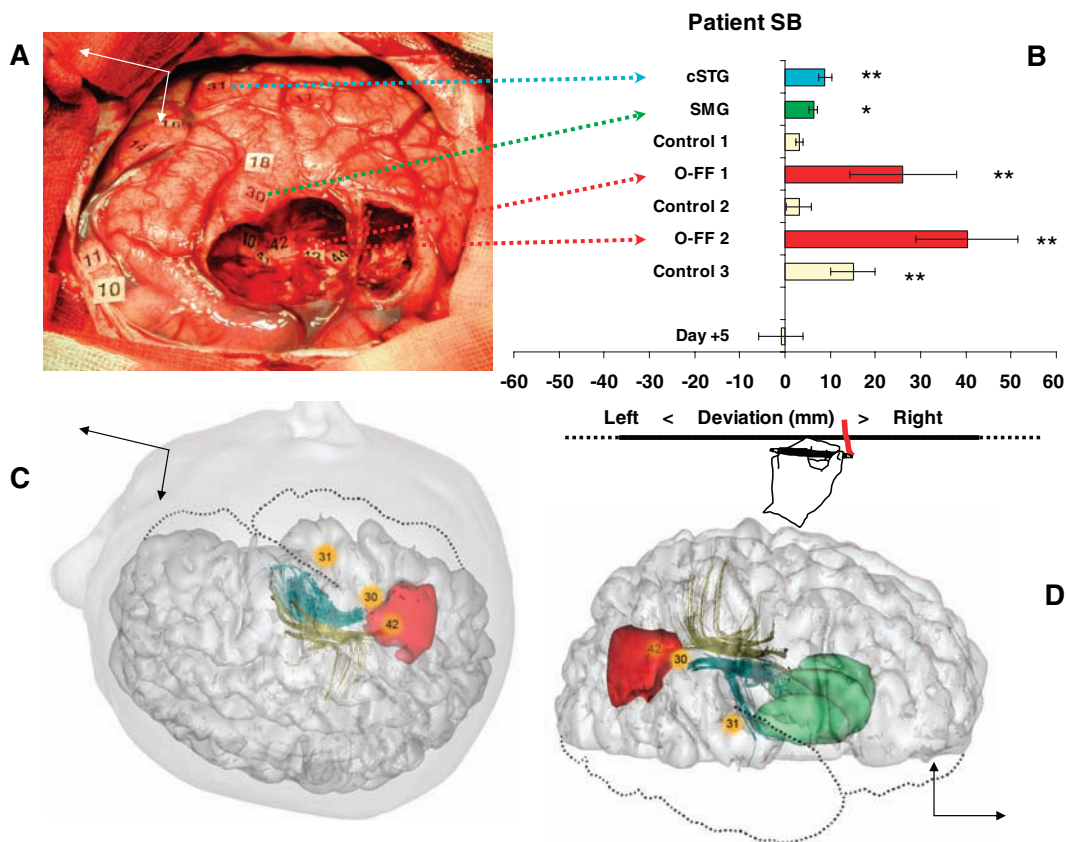 Patient SB
A
B
cSTG
**
SMG
*
Control 1
O-FF 1
**
Control 2
O-FF 2
**
Control 3
**
Day +5
-60 -50 -40 -30 -20 -10 0 10 20 30 40 50 60
Left < Deviation (mm) > Right
31
16
14
18
30
10 42
41
44
11
10
C
31
30
42
D
42
30
31